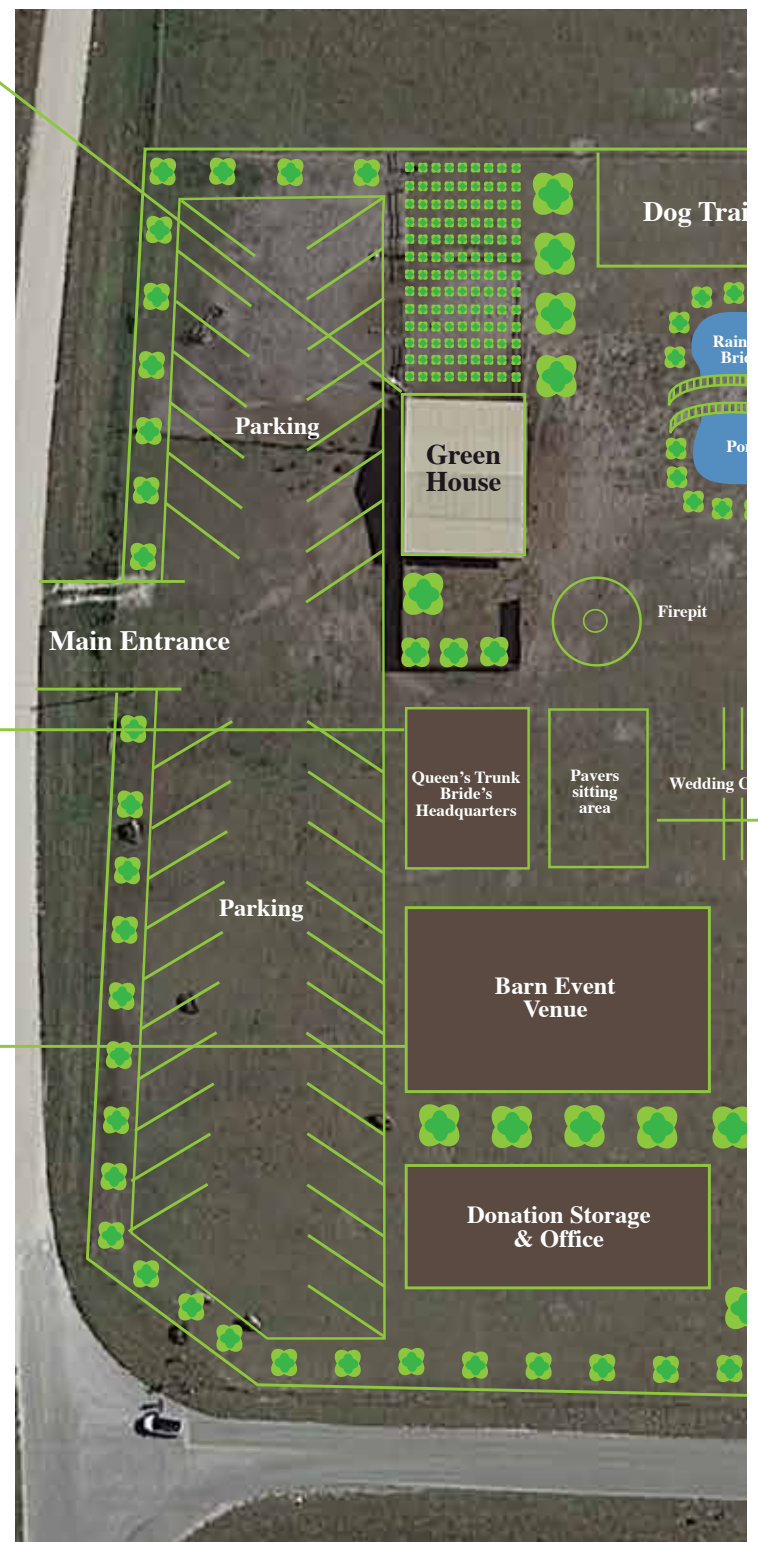 Dog Trai
Rain
Brid
Parking
Green
House
Po
Main Entrance
Firepit
Queen's Trunk
Bride's
Headquarters
Pavers
sitting
area
Wedding C
Parking
Barn Event
Venue
Donation Storage
& Office